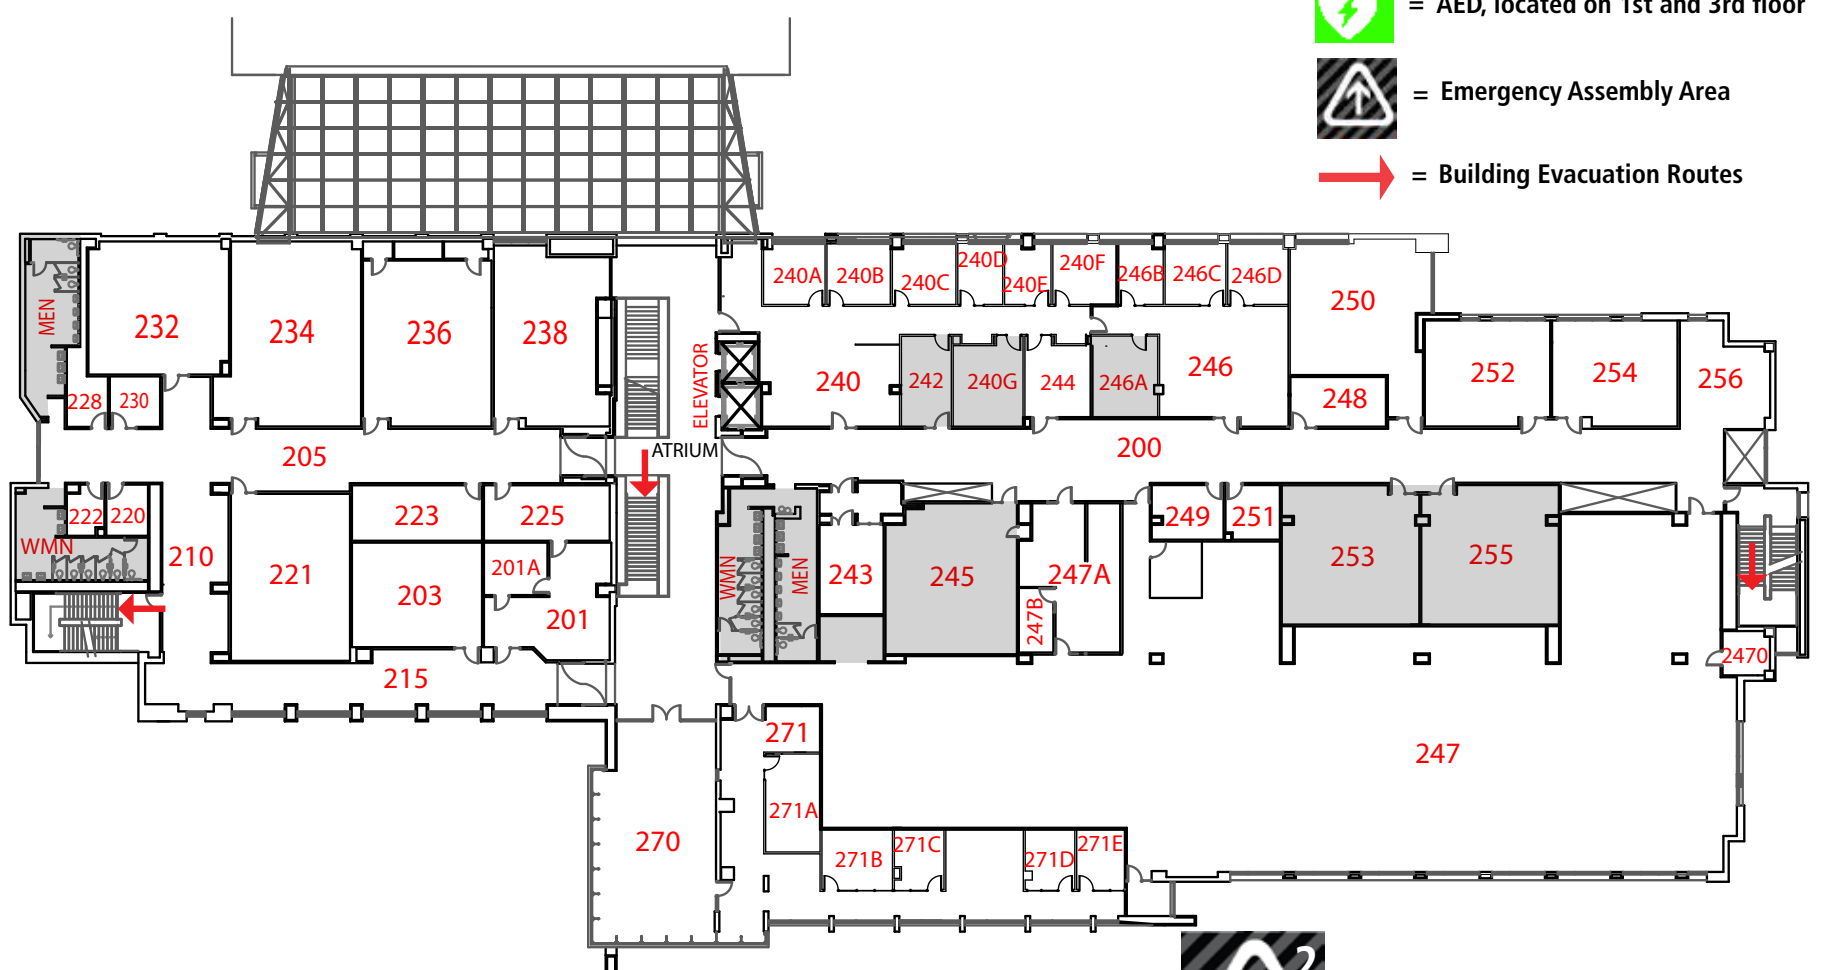 = AED, located on 1st and 3rd floor
= Emergency Assembly Area
= Building Evacuation Routes
MEN
232
234
236
238
228
230
ELEVATOR
240A
240B
240C
240D
240E
240F
246B
246C
246D
250
240
242
240G
244
246A
246
248
252
254
256
205
ATRIUM
200
WMN
222
220
210
221
223
225
203
201A
201
215
WMN
MEN
243
245
247A
247B
249
251
253
255
2470
247
271
271A
270
271B
271C
271D
271E
2